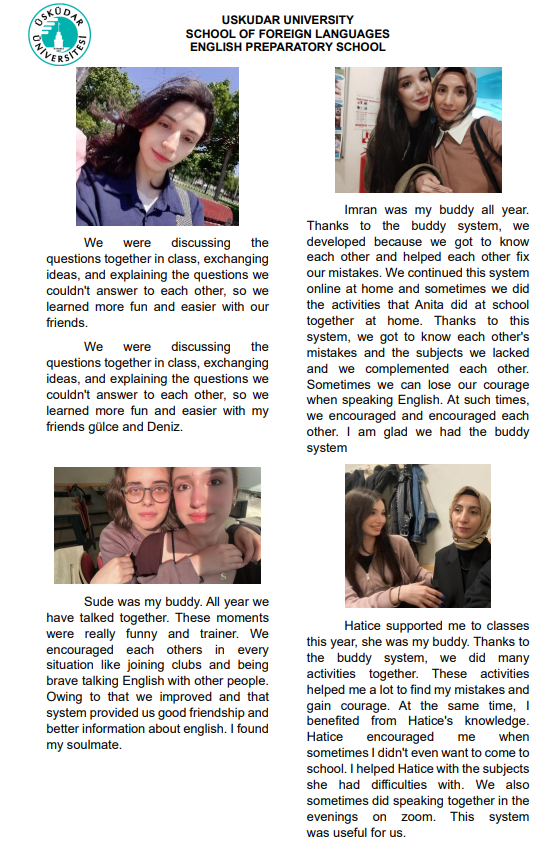 ÜSKÜDAR
ÜNİVERSİTESİ
USKUDAR UNIVERSITY
SCHOOL OF FOREIGN LANGUAGES
ENGLISH PREPARATORY SCHOOL
We were discussing the
questions together in class, exchanging
ideas, and explaining the questions we
couldn't answer to each other, so we
learned more fun and easier with our
friends.
We were discussing the
questions together in class, exchanging
ideas, and explaining the questions we
couldn't answer to each other, so we
learned more fun and easier with my
friends gülce and Deniz.
Sude was my buddy. All year we
have talked together. These moments
were really funny and trainer. We
encouraged each others in every
situation like joining clubs and being
brave talking English with other people.
Owing to that we improved and that
system provided us good friendship and
better information about english. I found
my soulmate.
Imran was my buddy all year.
Thanks to the buddy system, we
developed because we got to know
each other and helped each other fix
our mistakes. We continued this system
online at home and sometimes we did
the activities that Anita did at school
together at home. Thanks to this
system, we got to know each other's
mistakes and the subjects we lacked
and we complemented each other.
Sometimes we can lose our courage
when speaking English. At such times,
we encouraged and encouraged each
other. I am glad we had the buddy
system
Hatice supported me to classes
this year, she was my buddy. Thanks to
the buddy system, we did many
activities together. These activities
helped me a lot to find my mistakes and
gain courage. At the same time, I
benefited from Hatice's knowledge.
Hatice encouraged me when
sometimes I didn't even want to come to
school. I helped Hatice with the subjects
she had difficulties with. We also
sometimes did speaking together in the
evenings on zoom. This system
was useful for us.